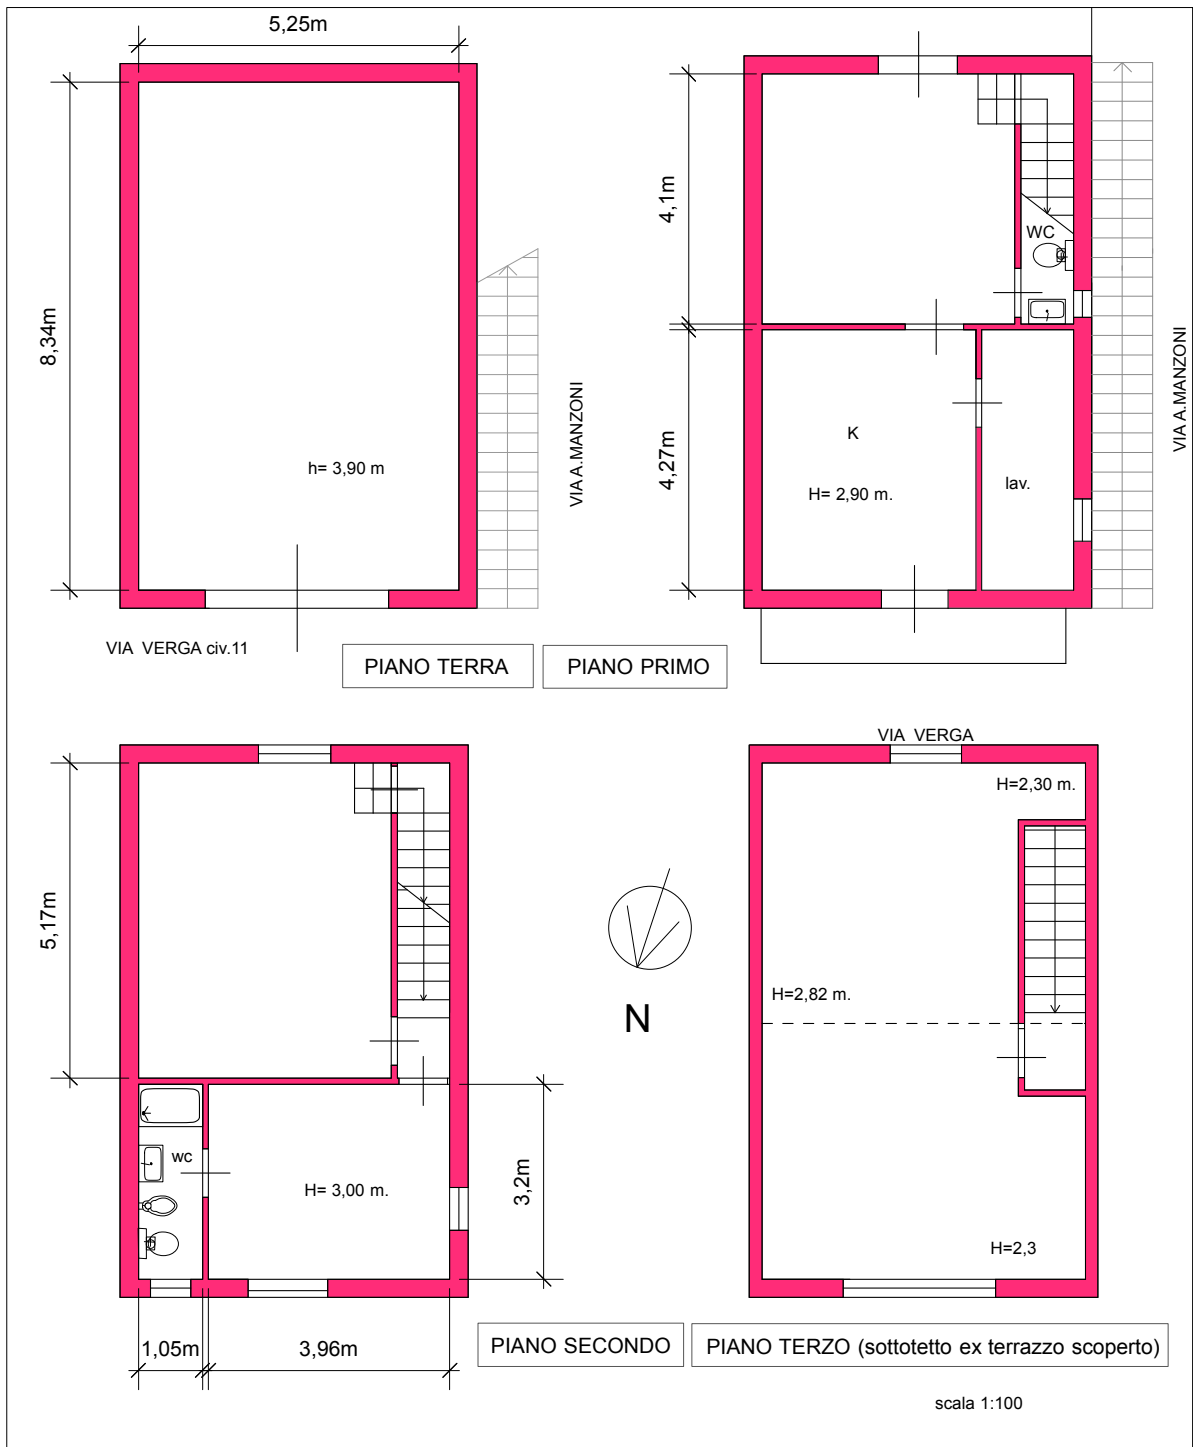 5,25m
8,34m
h= 3,90 m
VIA A.MANZONI
VIA VERGA civ.11
PIANO TERRA
4,1m
4,27m
WC
K
H= 2,90 m.
lav.
VIA A.MANZONI
PIANO PRIMO
5,17m
wc
H= 3,00 m.
3,2m
1,05m
3,96m
PIANO SECONDO
N
VIA VERGA
H=2,30 m.
H=2,82 m.
H=2,3
PIANO TERZO (sottotetto ex terrazzo scoperto)
scala 1:100